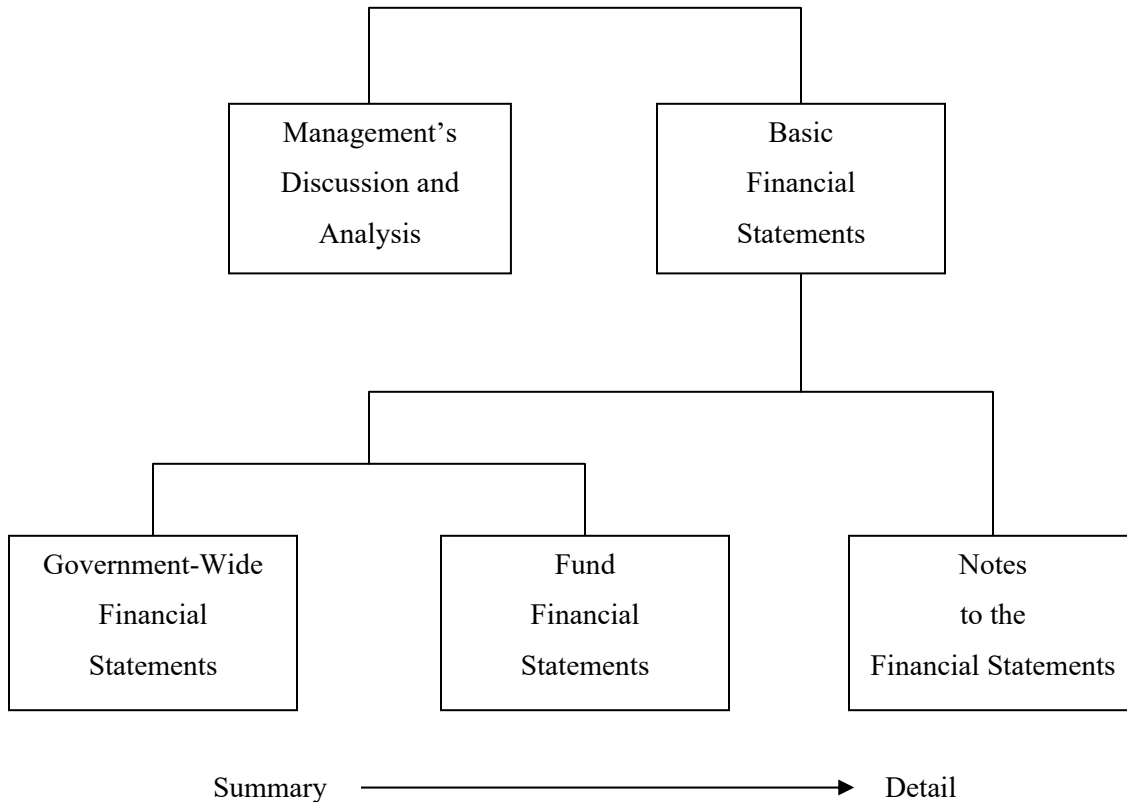 Management’s
Discussion and
Analysis
Basic
Financial
Statements
Government-Wide
Financial
Statements
Fund
Financial
Statements
Notes
to the
Financial Statements
Summary
Detail